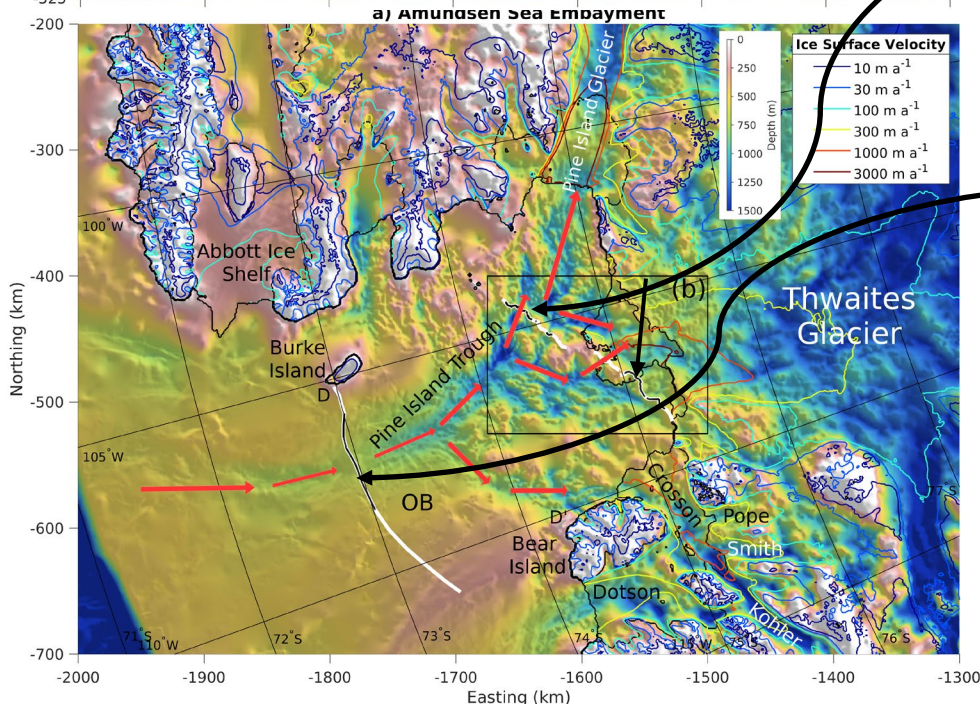 -325
a) Amundsen Sea Embayment
-200
-300
-400
-500
-600
-700
Northing (km)
-2000
-1900
-1800
-1700
-1600
-1500
-1400
-1300
Easting (km)
0
250
500
750
1000
1250
1500
Depth (m)
Ice Surface Velocity
10 m a⁻¹
30 m a⁻¹
100 m a⁻¹
300 m a⁻¹
1000 m a⁻¹
3000 m a⁻¹
Pine Island Glacier
100°W
Abbott Ice
Shelf
(b)
Thwaites
Glacier
Burke
Island
D
Pine Island Trough
105°W
OB
D'
Crosson
Pope
Bear
Island
Smith
Dotson
Kohler
77°S
71°S
110°W
72°S
73°S
74°S
115°W
75°S
76°S